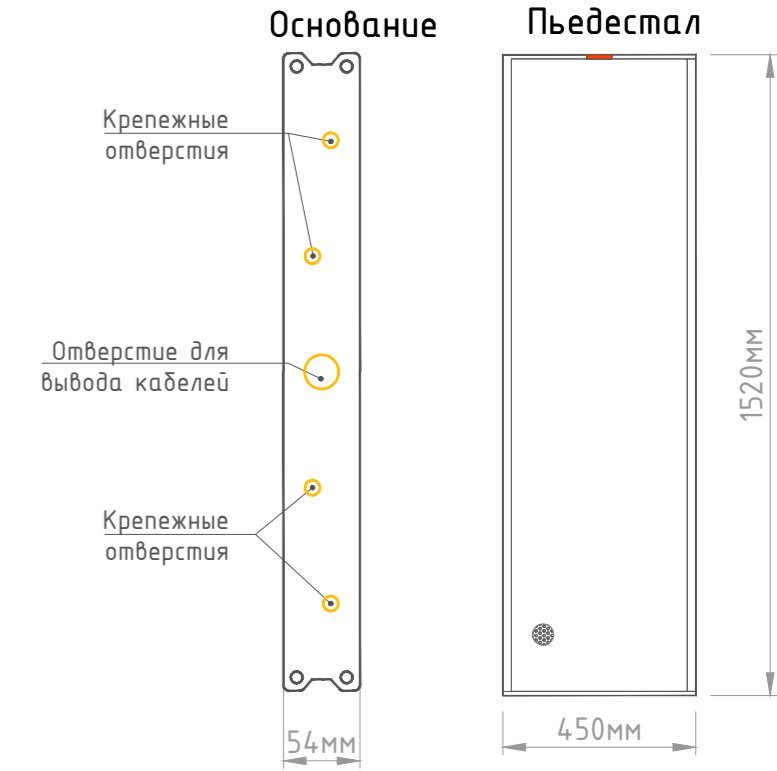 Основание
Пьедестал
Крепежные
отверстия
Отверстие для
вывода кабелей
Крепежные
отверстия
1520мм
54мм
450мм